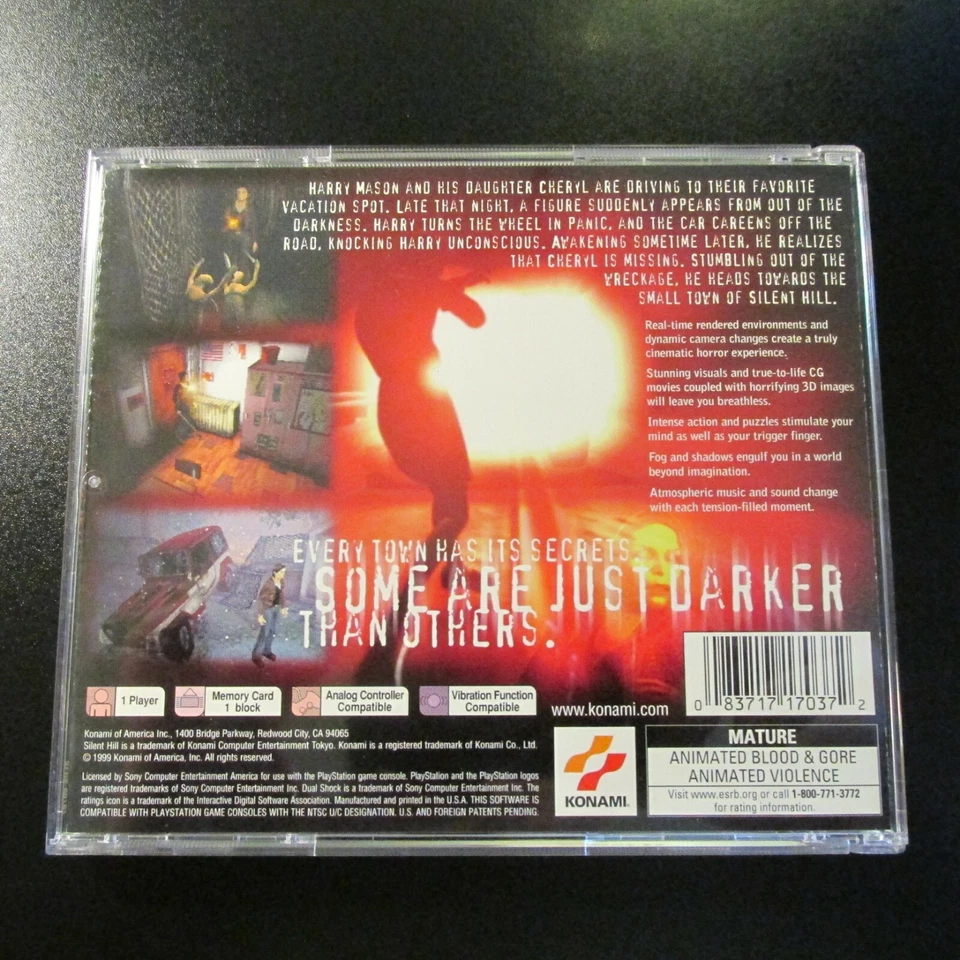 HARRY MASON AND HIS DAUGHTER CHERYL ARE DRIVING TO THEIR FAVORITE
VACATION SPOT. LATE THAT NIGHT, A FIGURE SUDDENLY APPEARS FROM OUT OF THE
DARKNESS. HARRY TURNS THE WHEEL IN PANIC, AND THE CAR CAREENS OFF THE
ROAD, KNOCKING HARRY UNCONSCIOUS. AWAKENING SOMETIME LATER, HE REALIZES
THAT CHERYL IS MISSING. STUMBLING OUT OF THE
WRECKAGE, HE HEADS TOWARDS THE
SMALL TOWN OF SILENT HILL.
Real-time rendered environments and
dynamic camera changes create a truly
cinematic horror experience.
Stunning visuals and true-to-life CG
movies coupled with horrifying 3D images
will leave you breathless.
Intense action and puzzles stimulate your
mind as well as your trigger finger.
Fog and shadows engulf you in a world
beyond imagination.
Atmospheric music and sound change
with each tension-filled moment.
EVERY TOWN HAS ITS SECRETS.
SOME ARE JUST DARKER
THAN OTHERS.
1 Player
Memory Card
1 block
Analog Controller
Compatible
Vibration Function
Compatible
www.konami.com
0 83717 17037 2
Konami of America Inc., 1400 Bridge Parkway, Redwood City, CA 94065
Silent Hill is a trademark of Konami Computer Entertainment Tokyo. Konami is a registered trademark of Konami Co., Ltd.
© 1999 Konami of America, Inc. All rights reserved.
Licensed by Sony Computer Entertainment America for use with the PlayStation game console. PlayStation and the PlayStation logos
are registered trademarks of Sony Computer Entertainment Inc. Dual Shock is a trademark of Sony Computer Entertainment Inc. The
ratings icon is a trademark of the Interactive Digital Software Association. Manufactured and printed in the U.S.A. THIS SOFTWARE IS
COMPATIBLE WITH PLAYSTATION GAME CONSOLES WITH THE NTSC U/C DESIGNATION. U.S. AND FOREIGN PATENTS PENDING.
KONAMI
MATURE
ANIMATED BLOOD & GORE
ANIMATED VIOLENCE
Visit www.esrb.org or call 1-800-771-3772
for rating information.